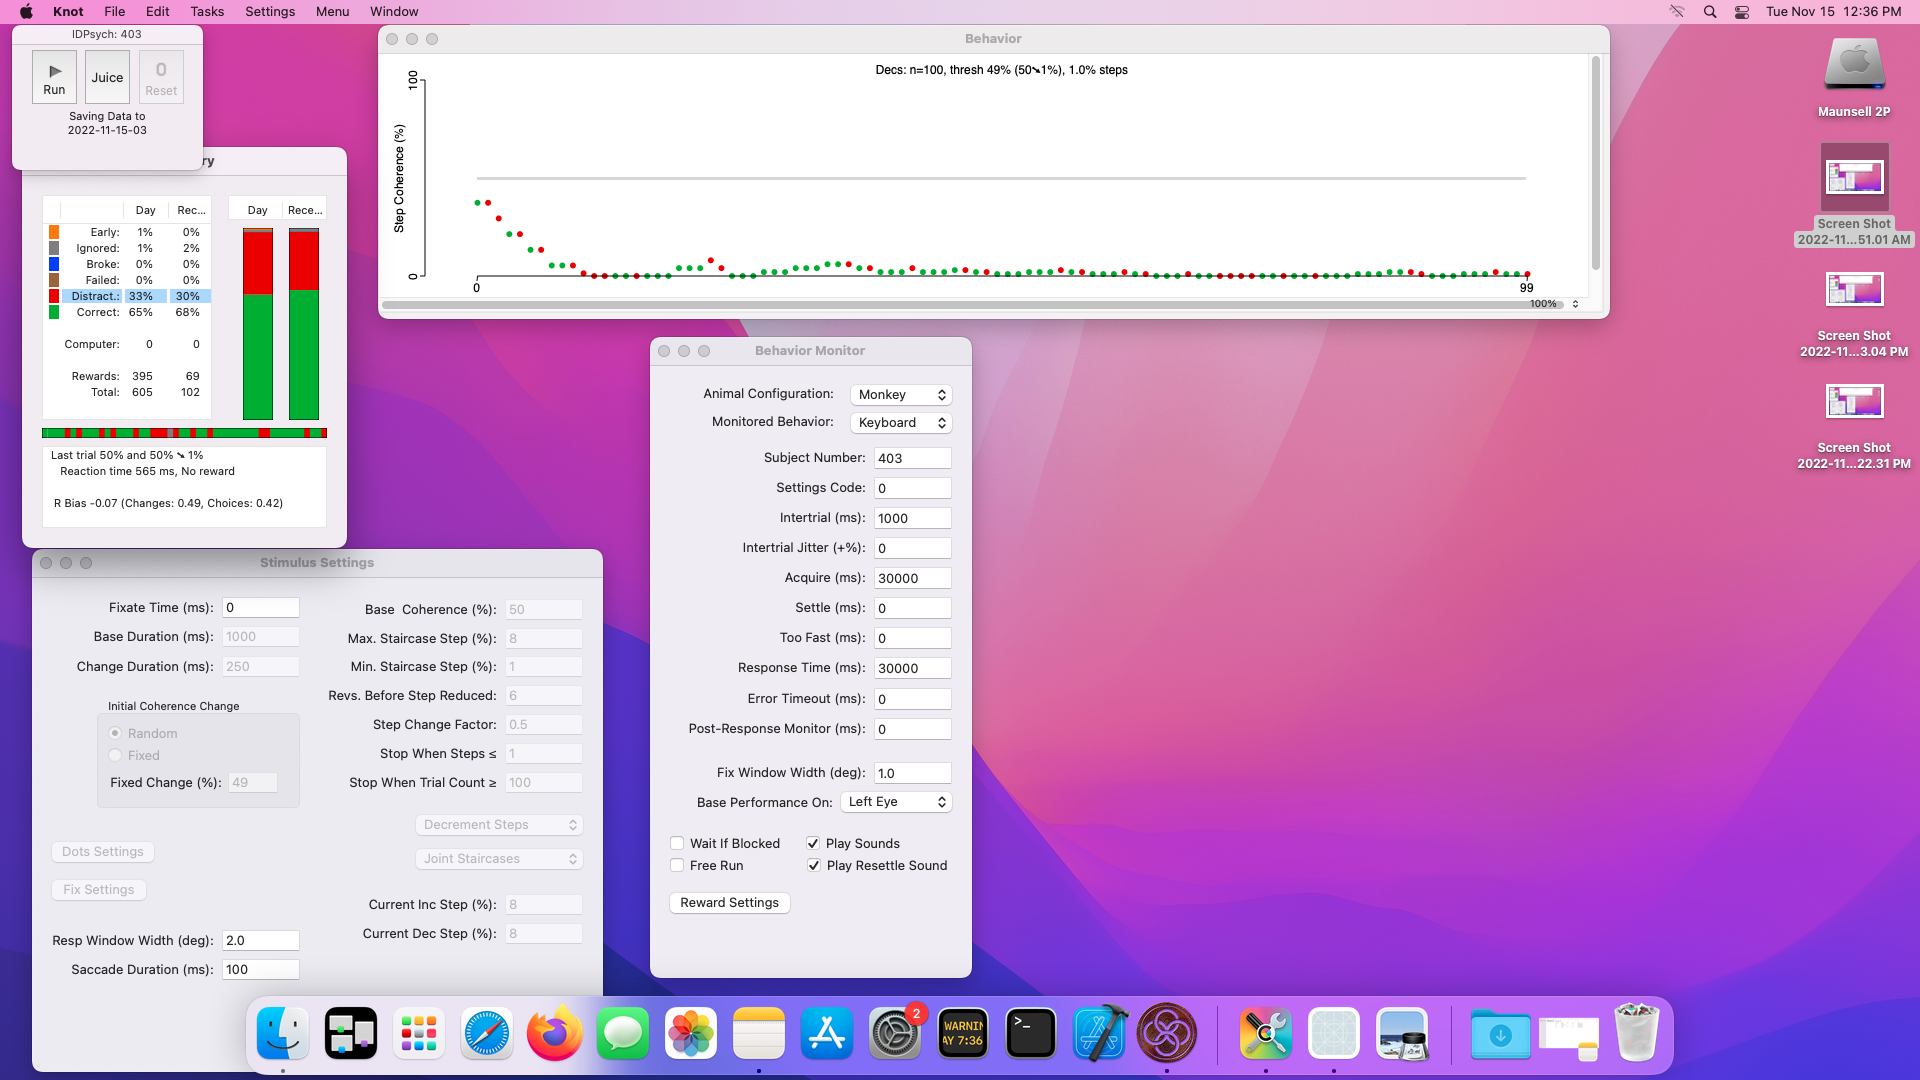 Knot File Edit Tasks Settings Menu Window
Tue Nov 15 12:36 PM
IDPsych: 403
Run
Juice
0
Reset
Saving Data to
2022-11-15-03
ry
Day Rec...
Early: 1% 0%
Ignored: 1% 2%
Broke: 0% 0%
Failed: 0% 0%
Distract.: 33% 30%
Correct: 65% 68%
Computer: 0 0
Rewards: 395 69
Total: 605 102
Day Rece...
Last trial 50% and 50% ➘ 1%
Reaction time 565 ms, No reward
R Bias -0.07 (Changes: 0.49, Choices: 0.42)
Behavior
Decs: n=100, thresh 49% (50➘1%), 1.0% steps
Step Coherence (%)
100
0
0
99
100%
Behavior Monitor
Animal Configuration: Monkey
Monitored Behavior: Keyboard
Subject Number: 403
Settings Code: 0
Intertrial (ms): 1000
Intertrial Jitter (+%): 0
Acquire (ms): 30000
Settle (ms): 0
Too Fast (ms): 0
Response Time (ms): 30000
Error Timeout (ms): 0
Post-Response Monitor (ms): 0
Fix Window Width (deg): 1.0
Base Performance On: Left Eye
Wait If Blocked Play Sounds
Free Run Play Resettle Sound
Reward Settings
Stimulus Settings
Fixate Time (ms): 0
Base Duration (ms): 1000
Change Duration (ms): 250
Initial Coherence Change
Random
Fixed
Fixed Change (%): 49
Dots Settings
Fix Settings
Resp Window Width (deg): 2.0
Saccade Duration (ms): 100
Base Coherence (%): 50
Max. Staircase Step (%): 8
Min. Staircase Step (%): 1
Revs. Before Step Reduced: 6
Step Change Factor: 0.5
Stop When Steps ≤ 1
Stop When Trial Count ≥ 100
Decrement Steps
Joint Staircases
Current Inc Step (%): 8
Current Dec Step (%): 8
Maunsell 2P
Screen Shot
2022-11...51.01 AM
Screen Shot
2022-11...3.04 PM
Screen Shot
2022-11...22.31 PM
2
WARNIN
AY 7:36
>_